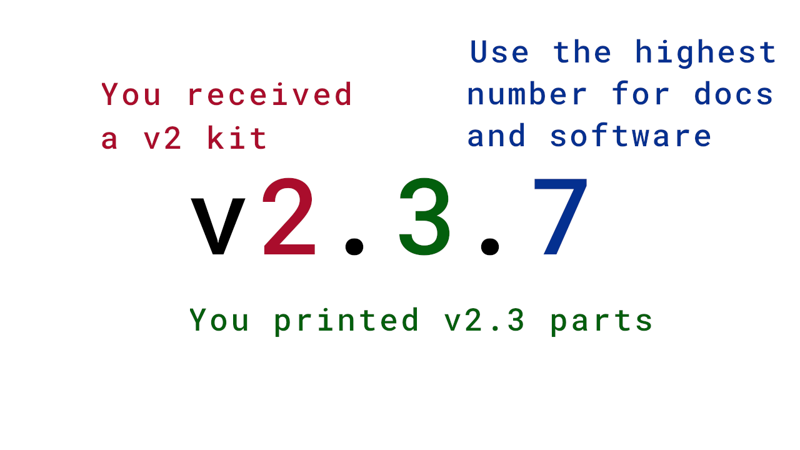 You received
a v2 kit
Use the highest
number for docs
and software
v2.3.7
You printed v2.3 parts